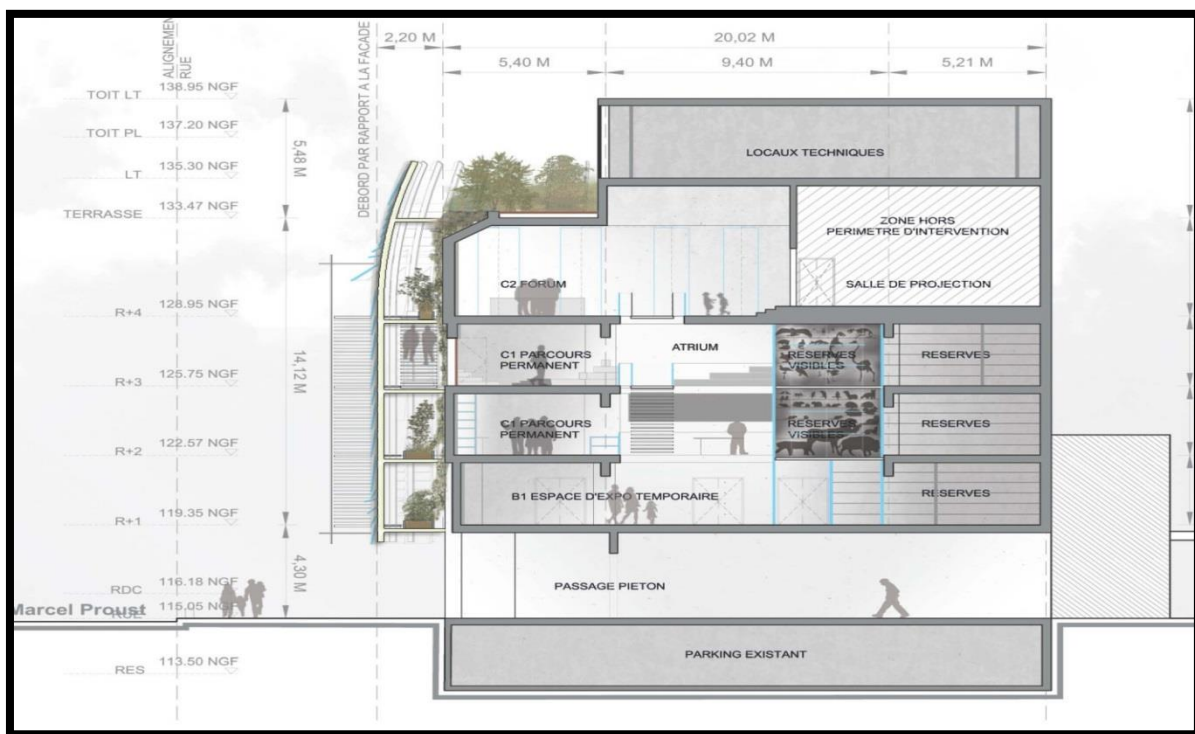 ALIGNEMEN
RUE
DEBORD PAR RAPPORT A LA FACADE
2,20 M
20,02 M
5,40 M
9,40 M
5,21 M
TOIT LT 138.95 NGF
TOIT PL 137.20 NGF
LT 135.30 NGF
TERRASSE 133.47 NGF
R+4 128.95 NGF
R+3 125.75 NGF
R+2 122.57 NGF
R+1 119.35 NGF
RDC 116.18 NGF
Marcel Proust
RUE 115.05 NGF
RES 113.50 NGF
5,48 M
14,12 M
4,30 M
LOCAUX TECHNIQUES
ZONE HORS
PERIMETRE D'INTERVENTION
C2 FORUM
SALLE DE PROJECTION
ATRIUM
C1 PARCOURS
PERMANENT
RESERVES
VISIBLES
RESERVES
C1 PARCOURS
PERMANENT
RESERVES
VISIBLES
RESERVES
B1 ESPACE D'EXPO TEMPORAIRE
RESERVES
PASSAGE PIETON
PARKING EXISTANT